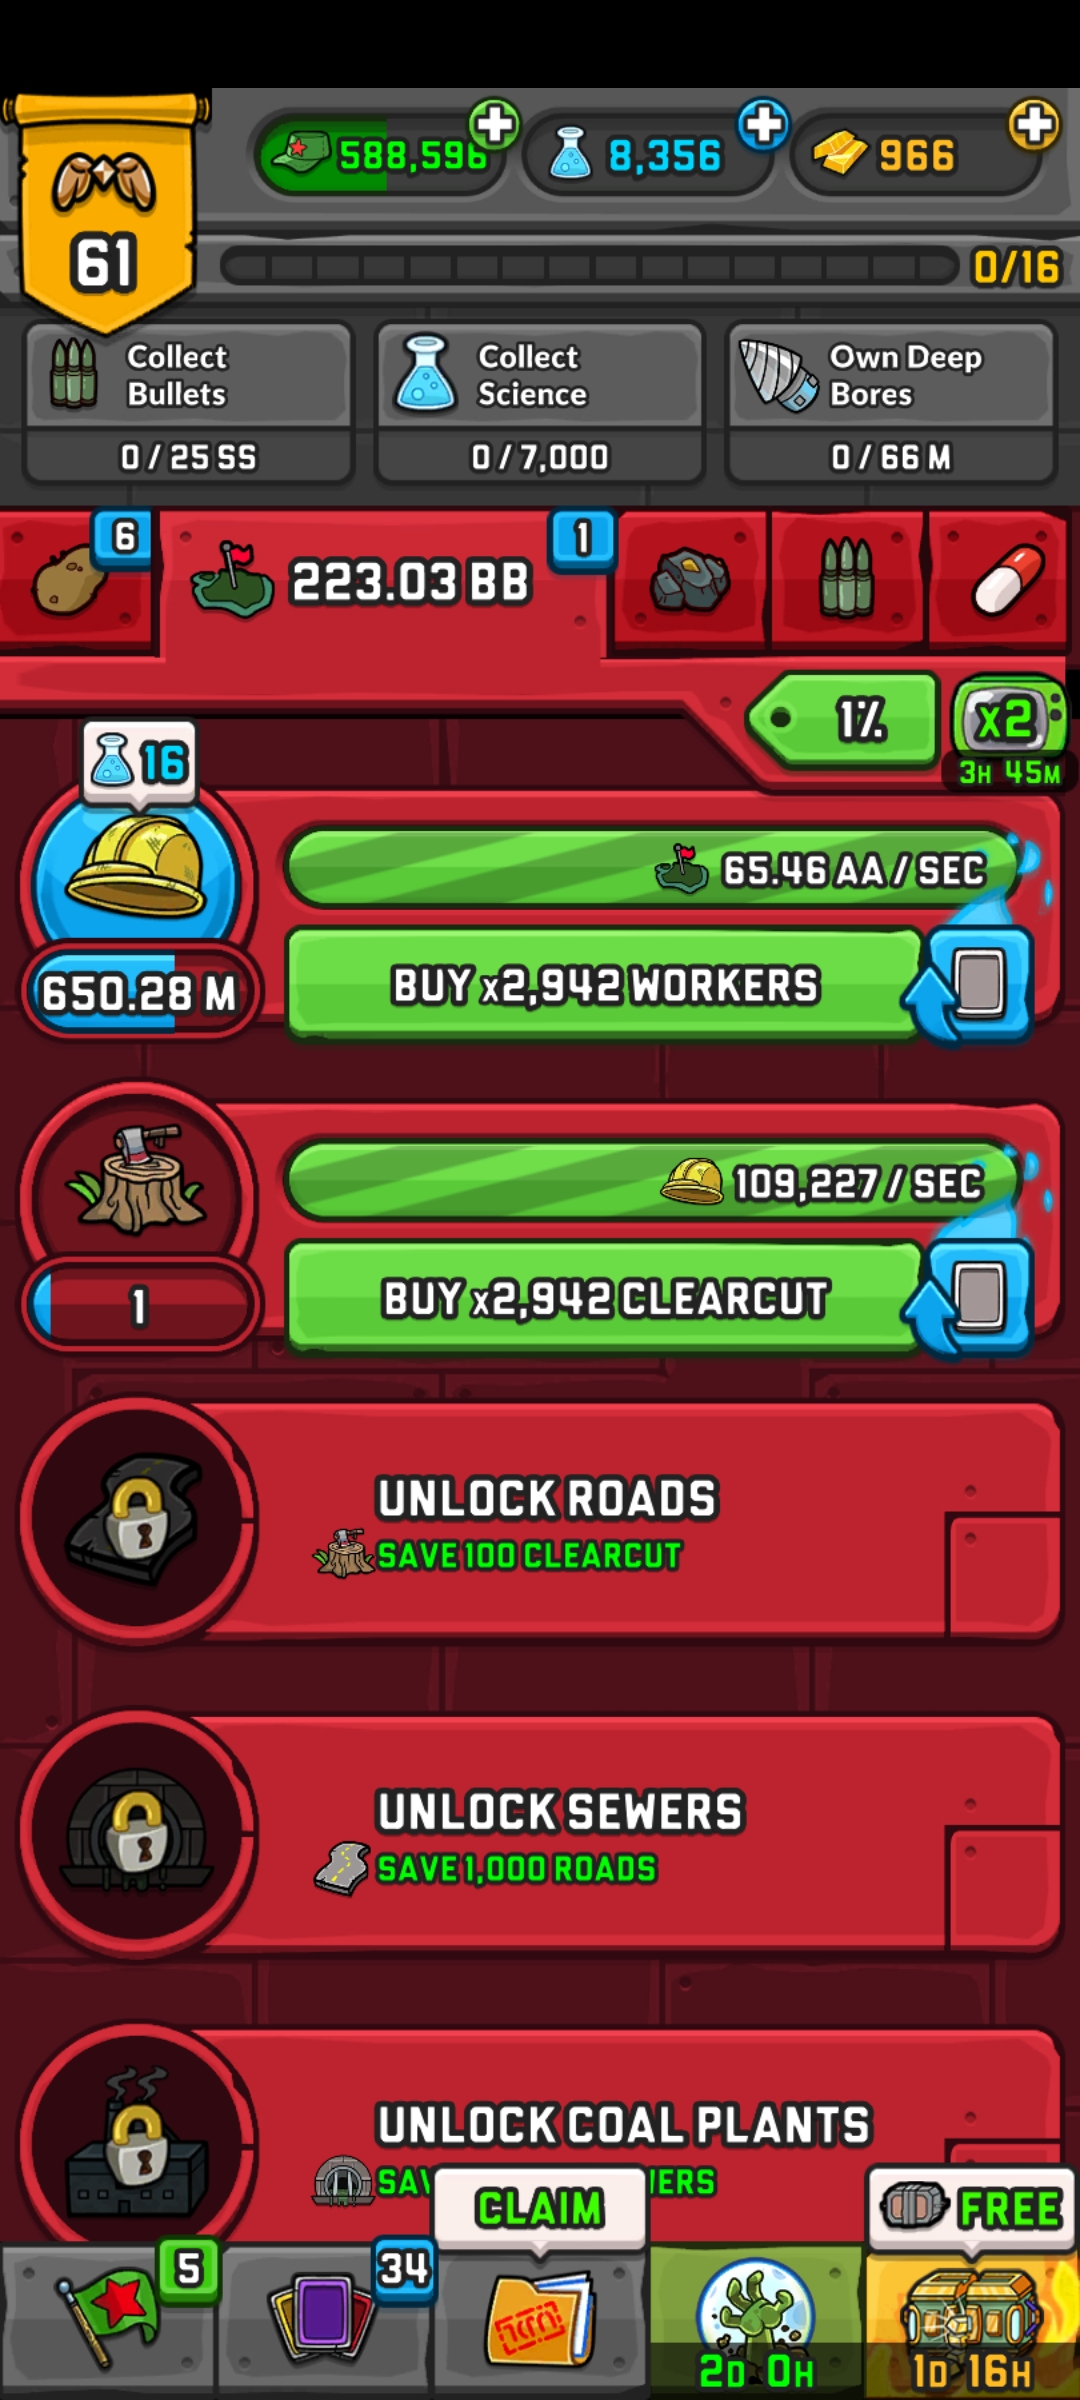 588,596
8,356
966
61
0/16
Collect
Bullets
0 / 25 SS
Collect
Science
0 / 7,000
Own Deep
Bores
0 / 66 M
6
223.03 BB
1
1%
x2
3H 45M
16
65.46 AA / SEC
650.28 M
BUY x2,942 WORKERS
109,227 / SEC
1
BUY x2,942 CLEARCUT
UNLOCK ROADS
SAVE 100 CLEARCUT
UNLOCK SEWERS
SAVE 1,000 ROADS
UNLOCK COAL PLANTS
CLAIM
FREE
5
34
2D 0H
1D 16H